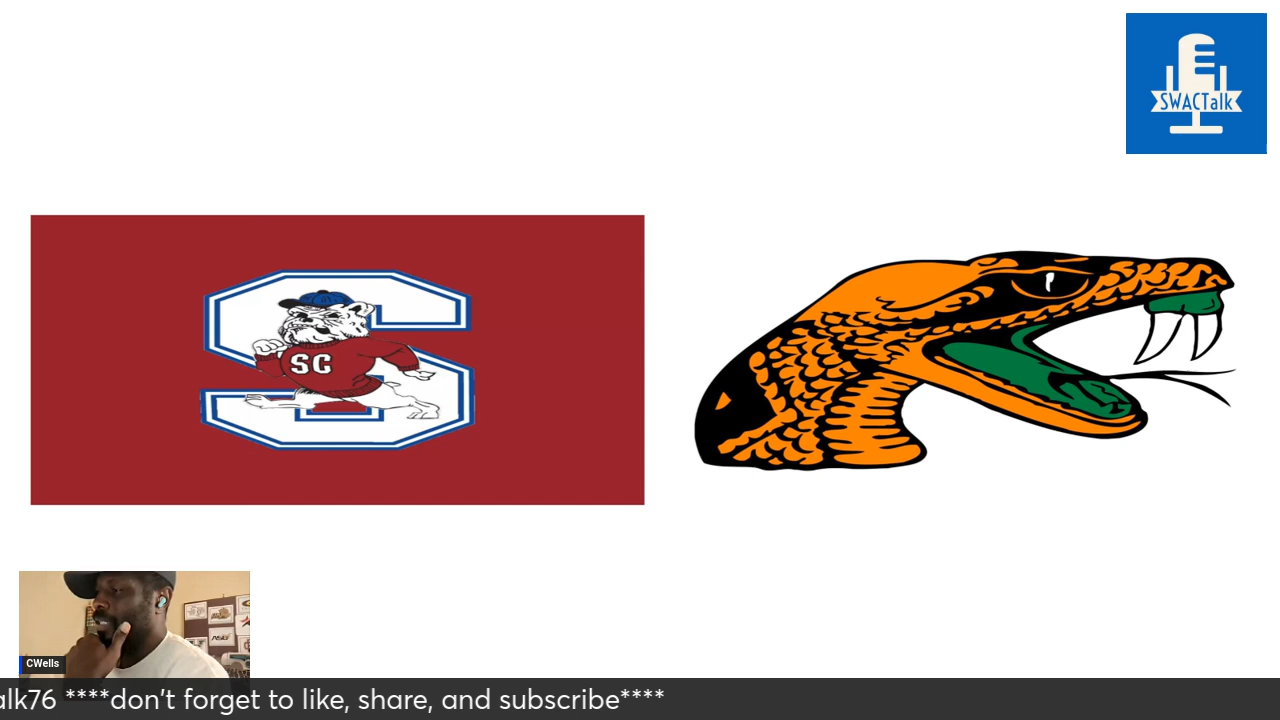 SWACTalk
SC
CWells
alk76 ****don't forget to like, share, and subscribe****